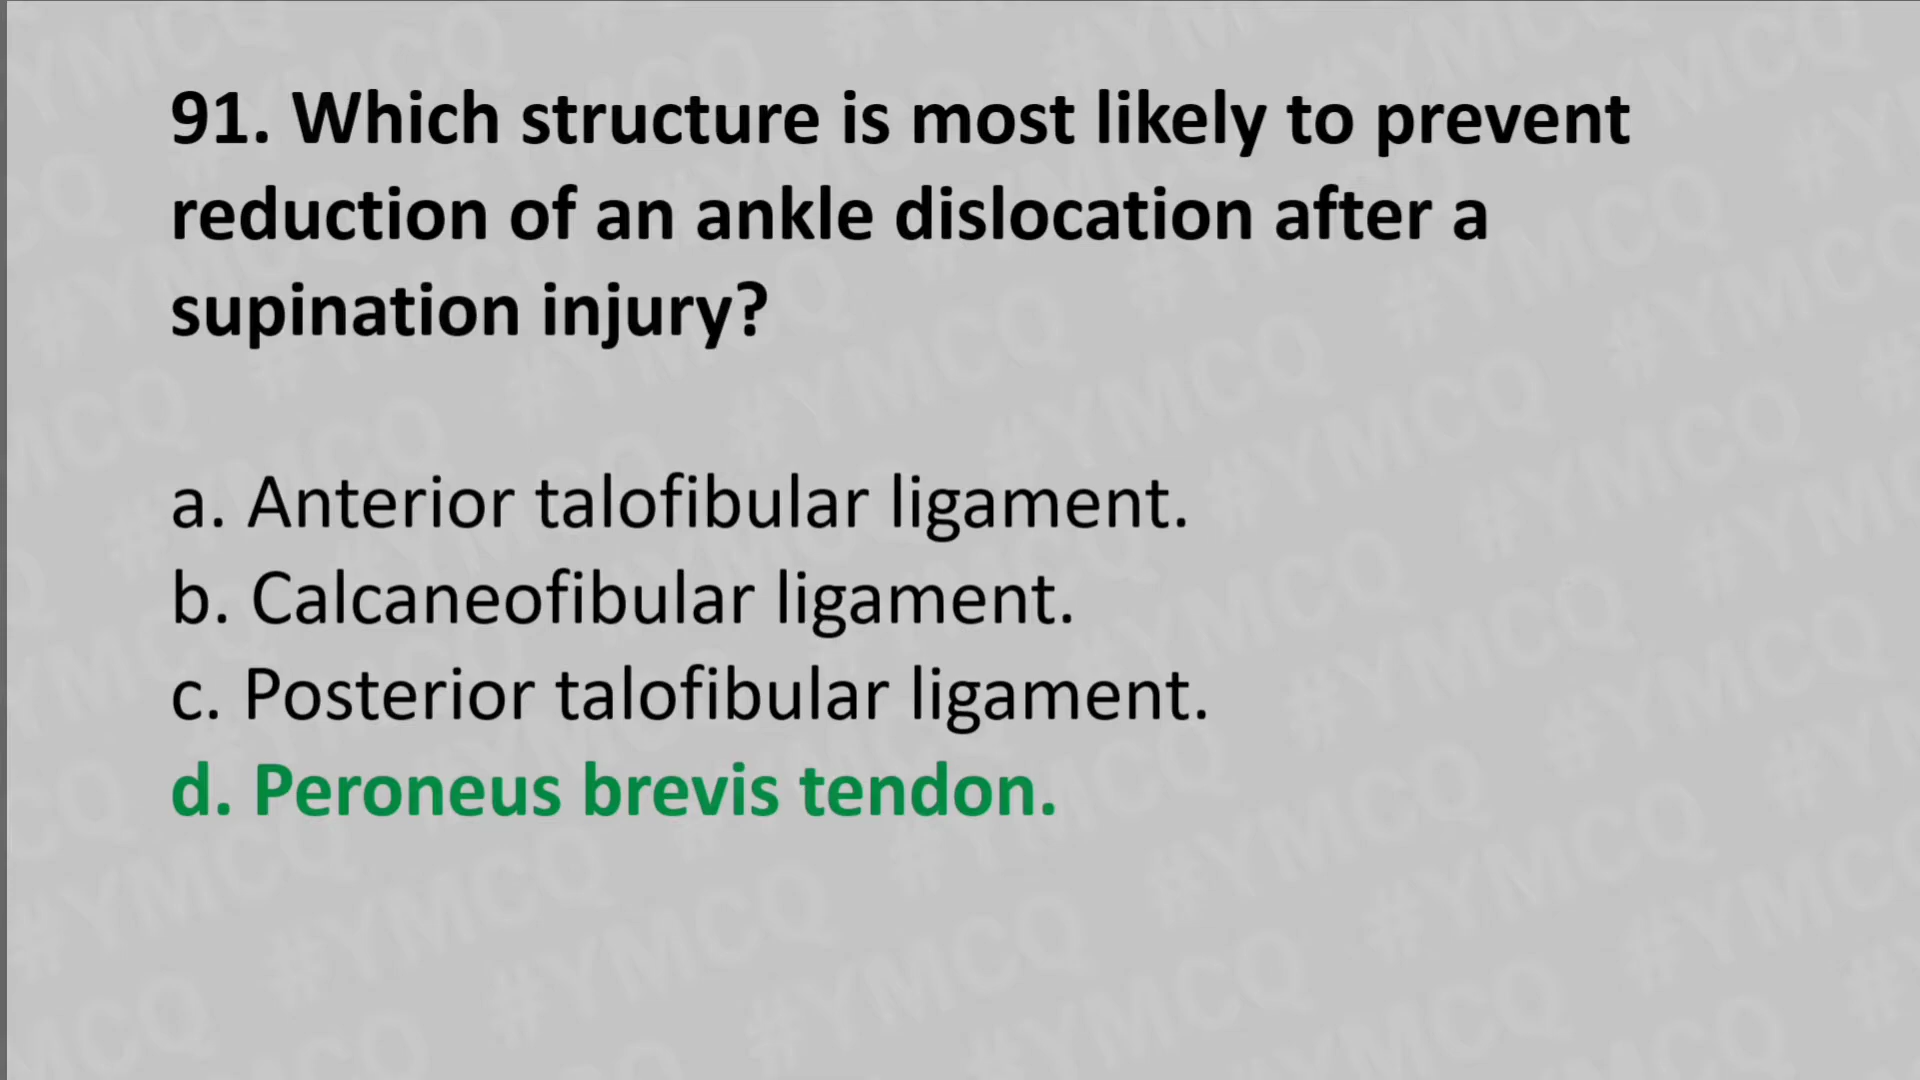 91. Which structure is most likely to prevent
reduction of an ankle dislocation after a
supination injury?
a. Anterior talofibular ligament.
b. Calcaneofibular ligament.
c. Posterior talofibular ligament.
d. Peroneus brevis tendon.
#YMCQ